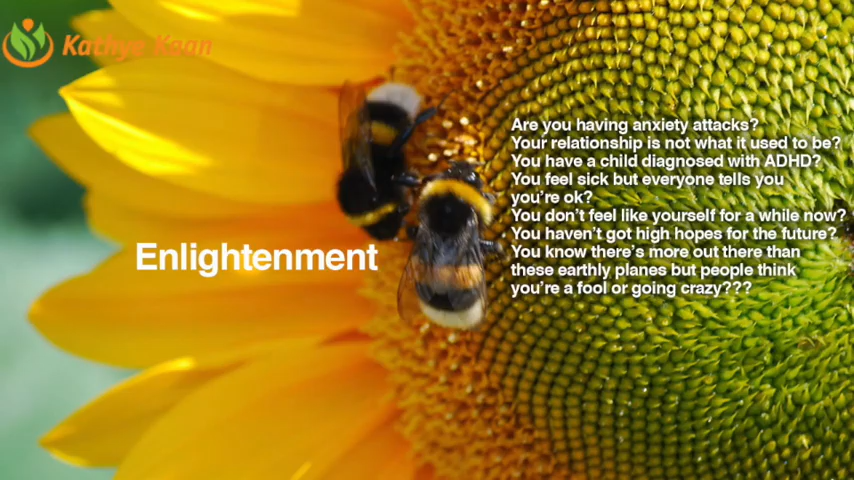 Kathye Kaan
Enlightenment
Are you having anxiety attacks?
Your relationship is not what it used to be?
You have a child diagnosed with ADHD?
You feel sick but everyone tells you
you're ok?
You don't feel like yourself for a while now?
You haven't got high hopes for the future?
You know there's more out there than
these earthly planes but people think
you're a fool or going crazy???